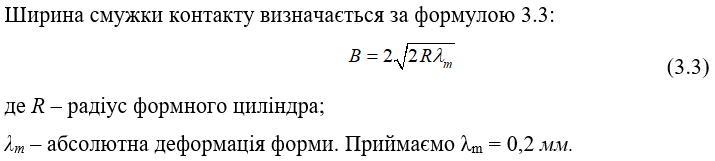 Ширина смужки контакту визначається за формулою 3.3:
B = 2√2Rλm
(3.3)
де R – радіус формного циліндра;
λm – абсолютна деформація форми. Приймаємо λm = 0,2 мм.